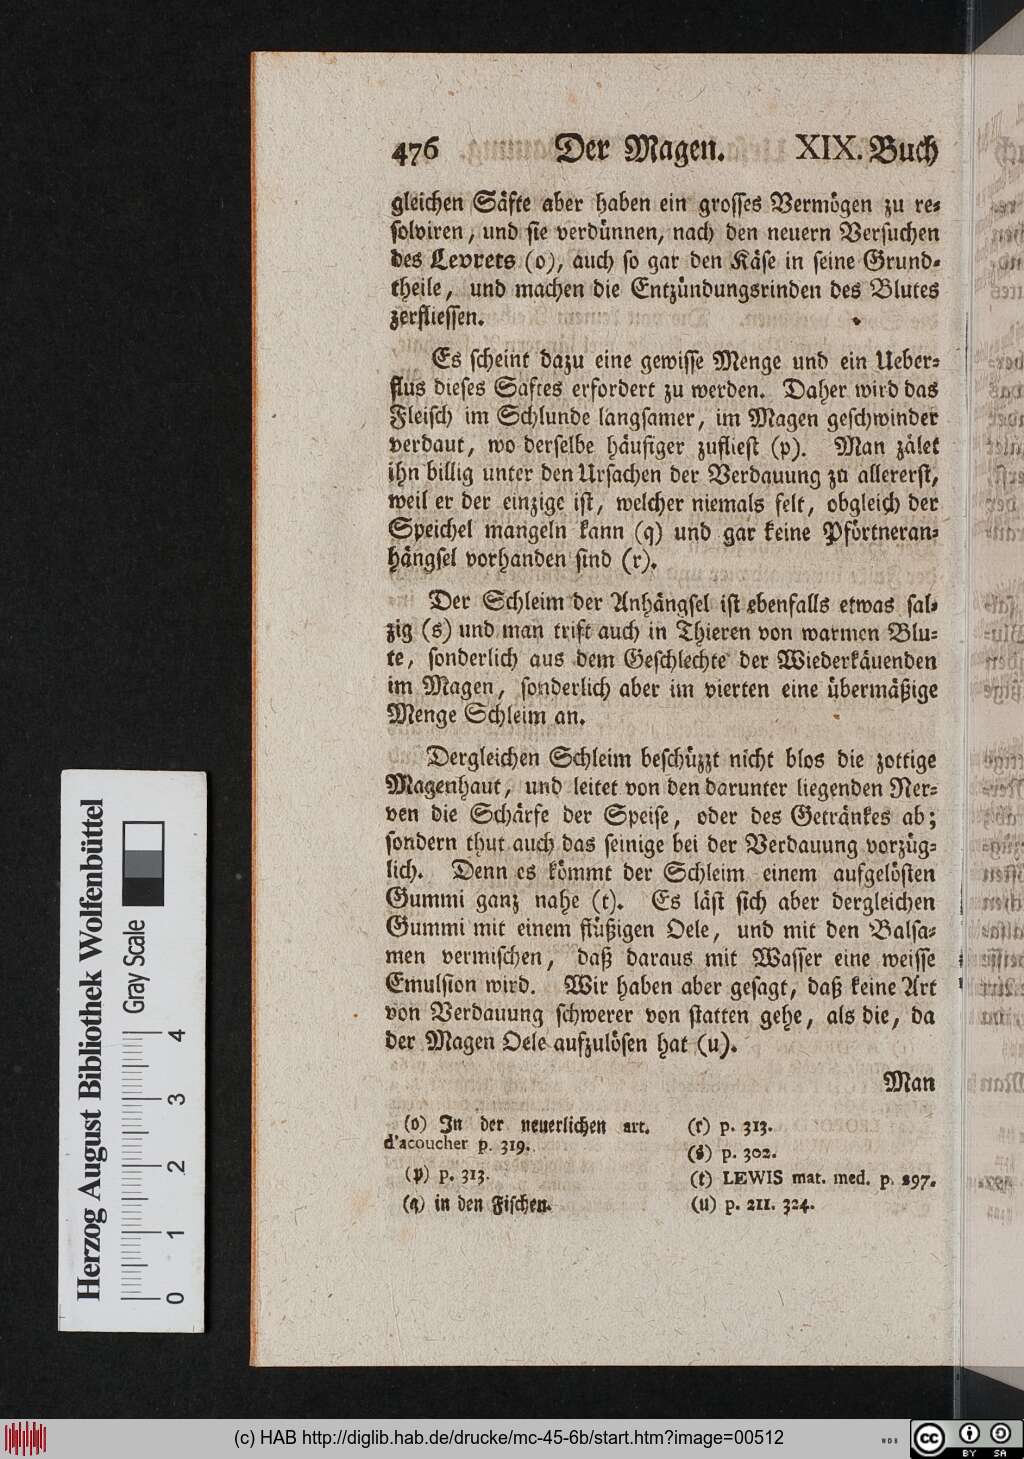 476 Der Magen. XIX. Buch
gleichen Säfte aber haben ein grosses Vermögen zu re-
solviren, und sie verdünnen, nach den neuern Versuchen
des Levrets (o), auch so gar den Käse in seine Grund-
theile, und machen die Entzündungsrinden des Blutes
zerfliessen.
Es scheint dazu eine gewisse Menge und ein Ueber-
flus dieses Saftes erfordert zu werden. Daher wird das
Fleisch im Schlunde langsamer, im Magen geschwinder
verdaut, wo derselbe häufiger zufliest (p). Man zälet
ihn billig unter den Ursachen der Verdauung zu allererst,
weil er der einzige ist, welcher niemals felt, obgleich der
Speichel mangeln kann (q) und gar keine Pförtneran-
hängsel vorhanden sind (r).
Der Schleim der Anhängsel ist ebenfalls etwas sal-
zig (s) und man trift auch in Thieren von warmen Blu-
te, sonderlich aus dem Geschlechte der Wiederkäuenden
im Magen, sonderlich aber im vierten eine übermäßige
Menge Schleim an.
Dergleichen Schleim beschüzzt nicht blos die zottige
Magenhaut, und leitet von den darunter liegenden Ner-
ven die Schärfe der Speise, oder des Getränkes ab;
sondern thut auch das seinige bei der Verdauung vorzüg-
lich. Denn es kömmt der Schleim einem aufgelösten
Gummi ganz nahe (t). Es läst sich aber dergleichen
Gummi mit einem flüßigen Oele, und mit den Balsa-
men vermischen, daß daraus mit Wasser eine weisse
Emulsion wird. Wir haben aber gesagt, daß keine Art
von Verdauung schwerer von statten gehe, als die, da
der Magen Oele aufzulösen hat (u).
Man
(o) In der neuerlichen art.
d'acoucher p. 319.
(p) p. 313.
(q) in den Fischen.
(r) p. 313.
(s) p. 302.
(t) LEWIS mat. med. p. 297.
(u) p. 211. 324.
Herzog August Bibliothek Wolfenbüttel
Gray Scale
0 1 2 3 4
(c) HAB http://diglib.hab.de/drucke/mc-45-6b/start.htm?image=00512
WDB
cc BY SA